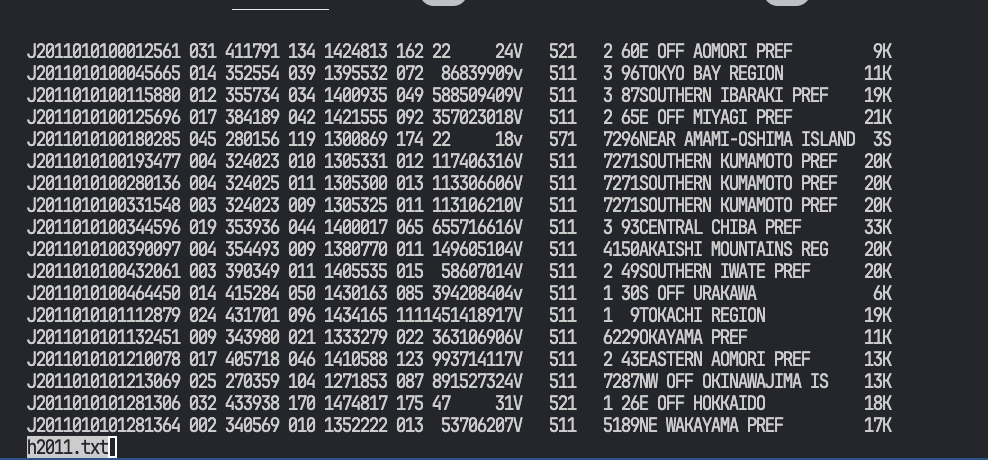 J2011010100012561 031 411791 134 1424813 162 22     24V   521   2 60E OFF AOMORI PREF         9K
J2011010100045665 014 352554 039 1395532 072  86839909v   511   3 96TOKYO BAY REGION         11K
J2011010100115880 012 355734 034 1400935 049 588509409V   511   3 87SOUTHERN IBARAKI PREF    19K
J2011010100125696 017 384189 042 1421555 092 357023018V   511   2 65E OFF MIYAGI PREF        21K
J2011010100180285 045 280156 119 1300869 174 22     18v   571   7296NEAR AMAMI-OSHIMA ISLAND  3S
J2011010100193477 004 324023 010 1305331 012 117406316V   511   7271SOUTHERN KUMAMOTO PREF   20K
J2011010100280136 004 324025 011 1305300 013 113306606V   511   7271SOUTHERN KUMAMOTO PREF   20K
J2011010100331548 003 324023 009 1305325 011 113106210V   511   7271SOUTHERN KUMAMOTO PREF   20K
J2011010100344596 019 353936 044 1400017 065 655716616V   511   3 93CENTRAL CHIBA PREF       33K
J2011010100390097 004 354493 009 1380770 011 149605104V   511   4150AKAISHI MOUNTAINS REG    20K
J2011010100432061 003 390349 011 1405535 015  58607014V   511   2 49SOUTHERN IWATE PREF      20K
J2011010100464450 014 415284 050 1430163 085 394208404v   511   1 30S OFF URAKAWA             6K
J2011010101112879 024 431701 096 1434165 1111451418917V   511   1  9TOKACHI REGION           19K
J2011010101132451 009 343980 021 1333279 022 363106906V   511   6229OKAYAMA PREF             11K
J2011010101210078 017 405718 046 1410588 123 993714117V   511   2 43EASTERN AOMORI PREF      13K
J2011010101213069 025 270359 104 1271853 087 891527324V   511   7287NW OFF OKINAWAJIMA IS    13K
J2011010101281306 032 433938 170 1474817 175 47     31V   521   1 26E OFF HOKKAIDO           18K
J2011010101281364 002 340569 010 1352222 013  53706207V   511   5189NE WAKAYAMA PREF         17K
h2011.txt